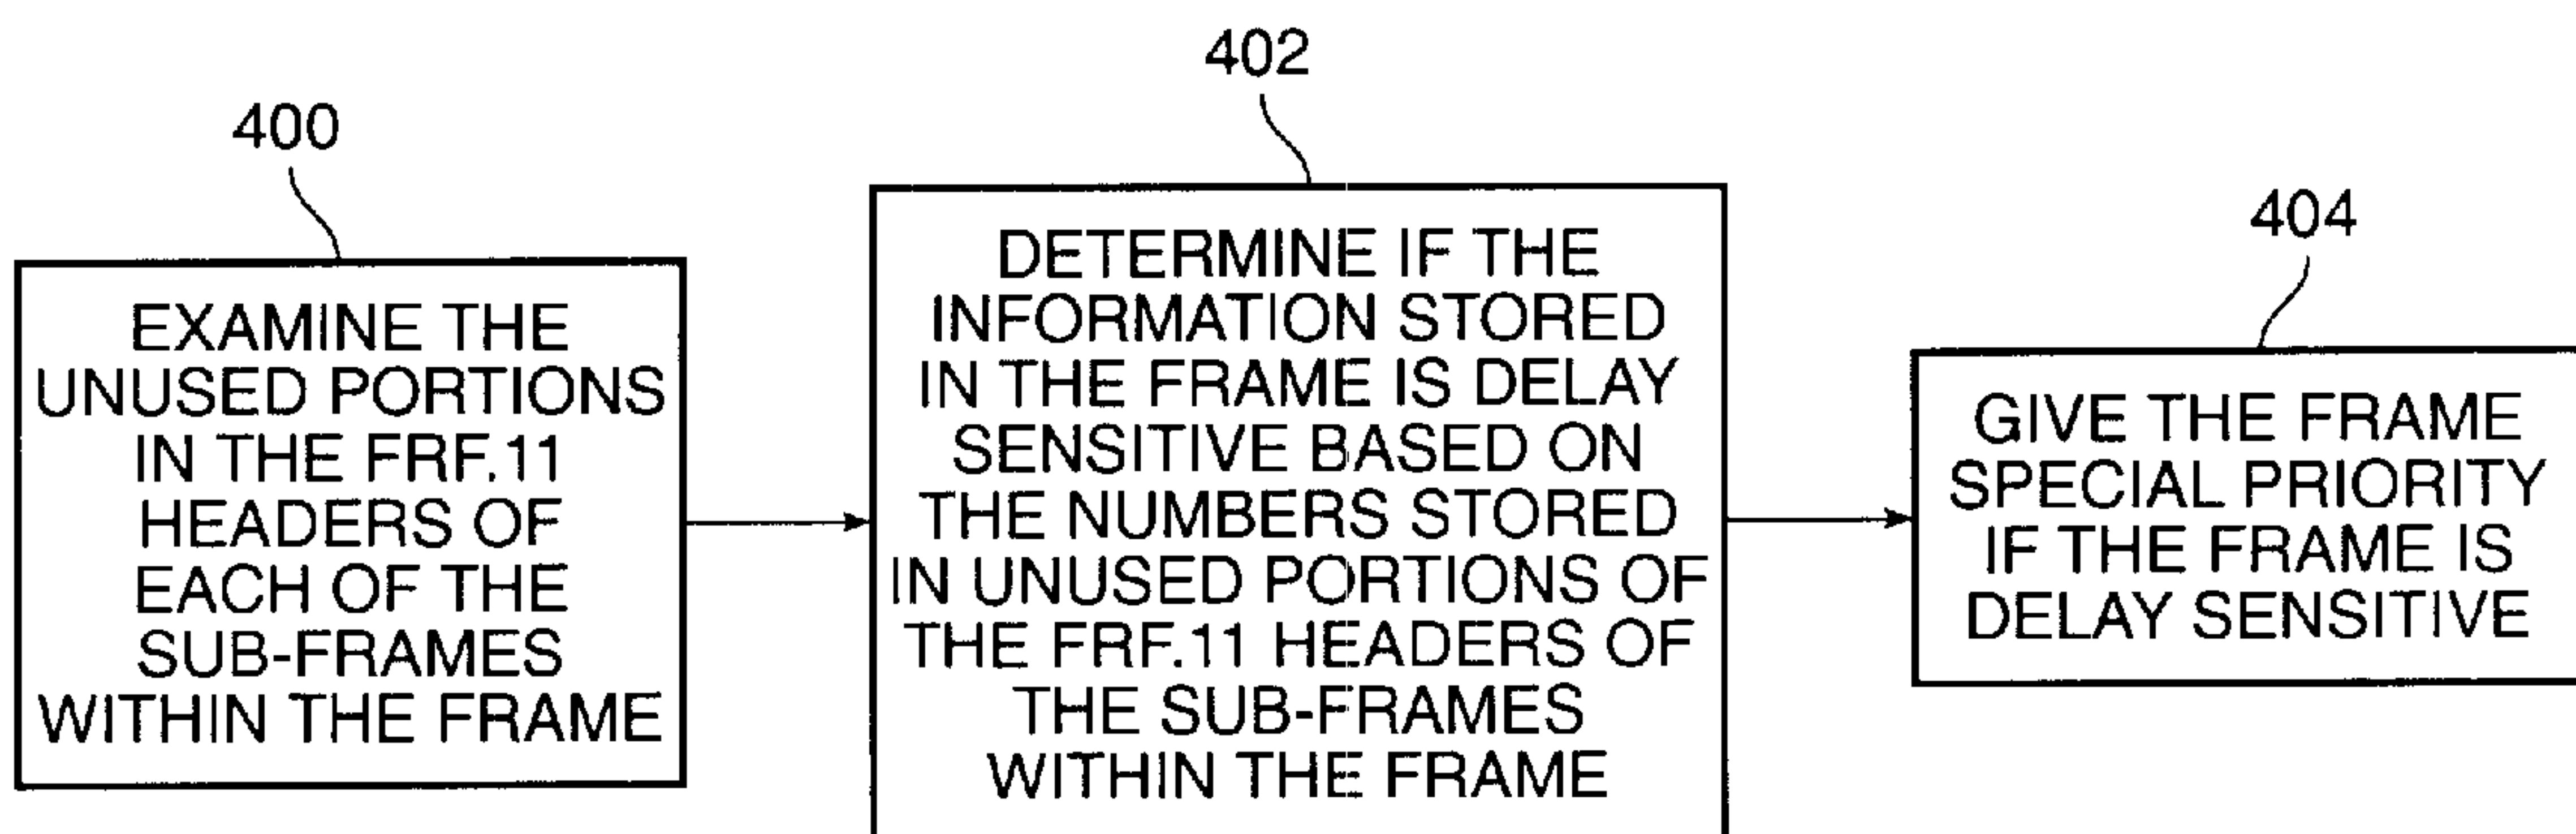 400
EXAMINE THE
UNUSED PORTIONS
IN THE FRF.11
HEADERS OF
EACH OF THE
SUB-FRAMES
WITHIN THE FRAME
402
DETERMINE IF THE
INFORMATION STORED
IN THE FRAME IS DELAY
SENSITIVE BASED ON
THE NUMBERS STORED
IN UNUSED PORTIONS OF
THE FRF.11 HEADERS OF
THE SUB-FRAMES
WITHIN THE FRAME
404
GIVE THE FRAME
SPECIAL PRIORITY
IF THE FRAME IS
DELAY SENSITIVE